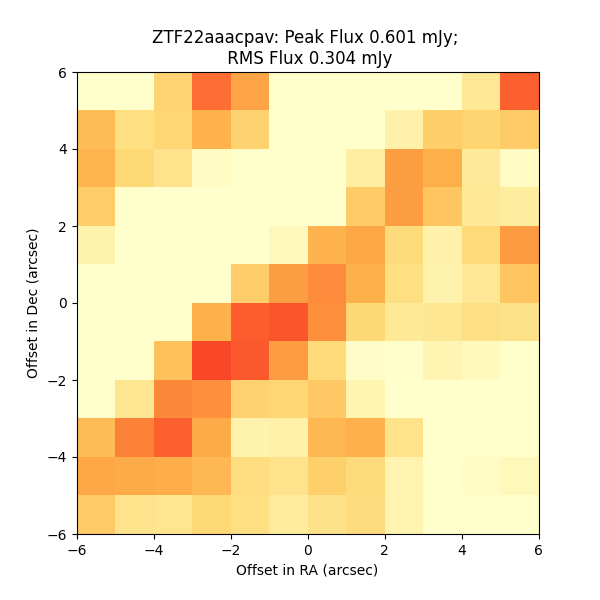 ZTF22aaacpav: Peak Flux 0.601 mJy;
RMS Flux 0.304 mJy
6
4
2
0
−2
−4
−6
Offset in Dec (arcsec)
−6 −4 −2 0 2 4 6
Offset in RA (arcsec)